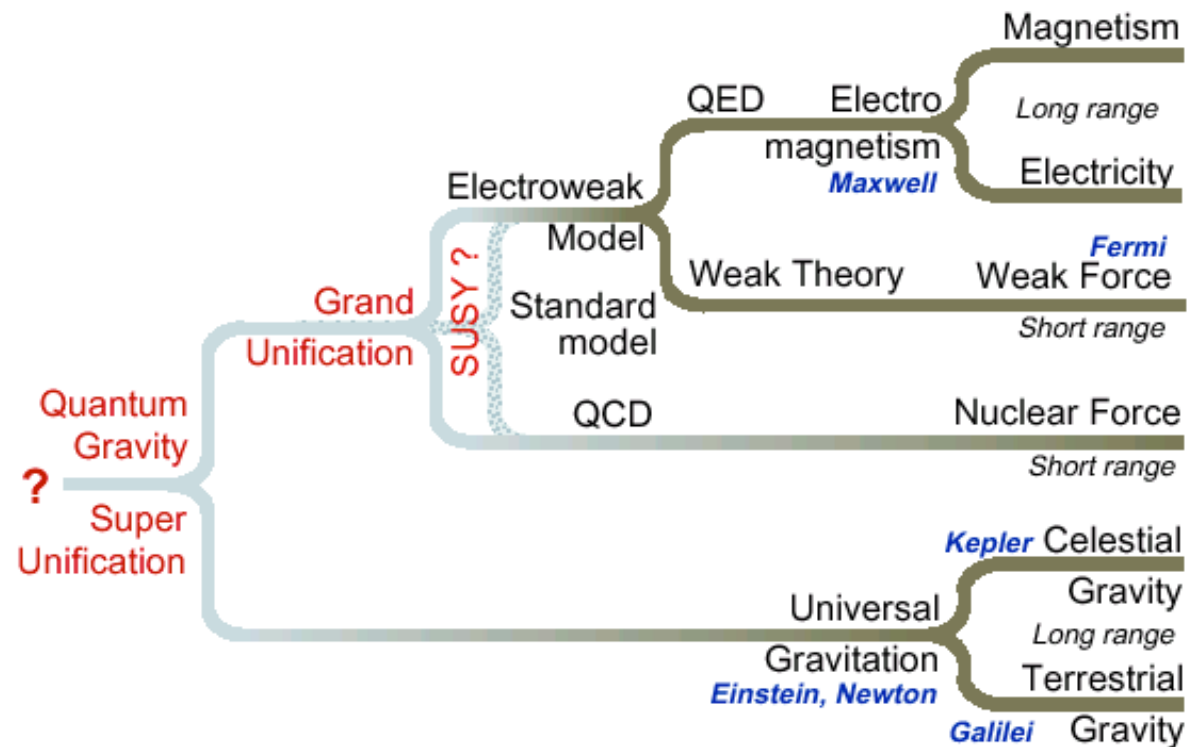 Magnetism
QED Electro
Long range
magnetism
Maxwell
Electricity
Electroweak
Model
Fermi
Weak Theory Weak Force
Short range
SUSY ?
Grand
Unification
Standard
model
QCD Nuclear Force
Short range
Quantum
Gravity
?
Super
Unification
Kepler Celestial
Gravity
Universal
Long range
Gravitation
Einstein, Newton
Terrestrial
Galilei Gravity